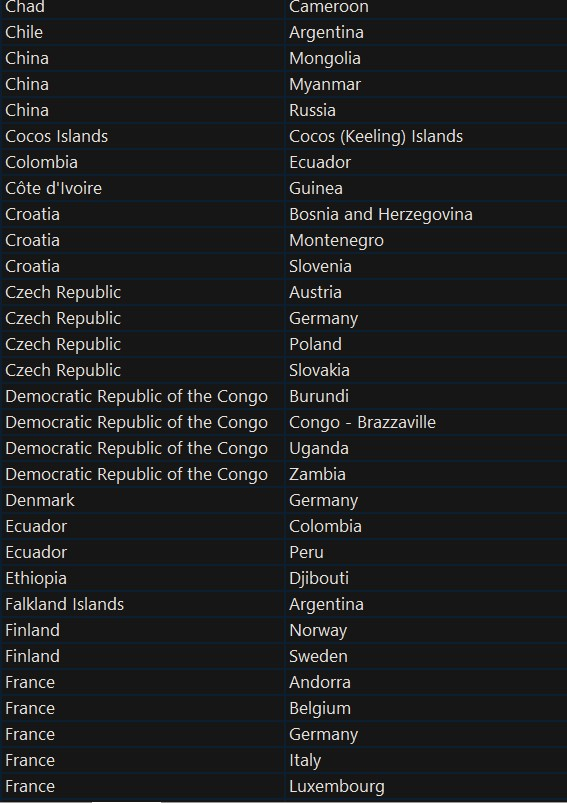 Chad Cameroon
Chile Argentina
China Mongolia
China Myanmar
China Russia
Cocos Islands Cocos (Keeling) Islands
Colombia Ecuador
Côte d'Ivoire Guinea
Croatia Bosnia and Herzegovina
Croatia Montenegro
Croatia Slovenia
Czech Republic Austria
Czech Republic Germany
Czech Republic Poland
Czech Republic Slovakia
Democratic Republic of the Congo Burundi
Democratic Republic of the Congo Congo - Brazzaville
Democratic Republic of the Congo Uganda
Democratic Republic of the Congo Zambia
Denmark Germany
Ecuador Colombia
Ecuador Peru
Ethiopia Djibouti
Falkland Islands Argentina
Finland Norway
Finland Sweden
France Andorra
France Belgium
France Germany
France Italy
France Luxembourg